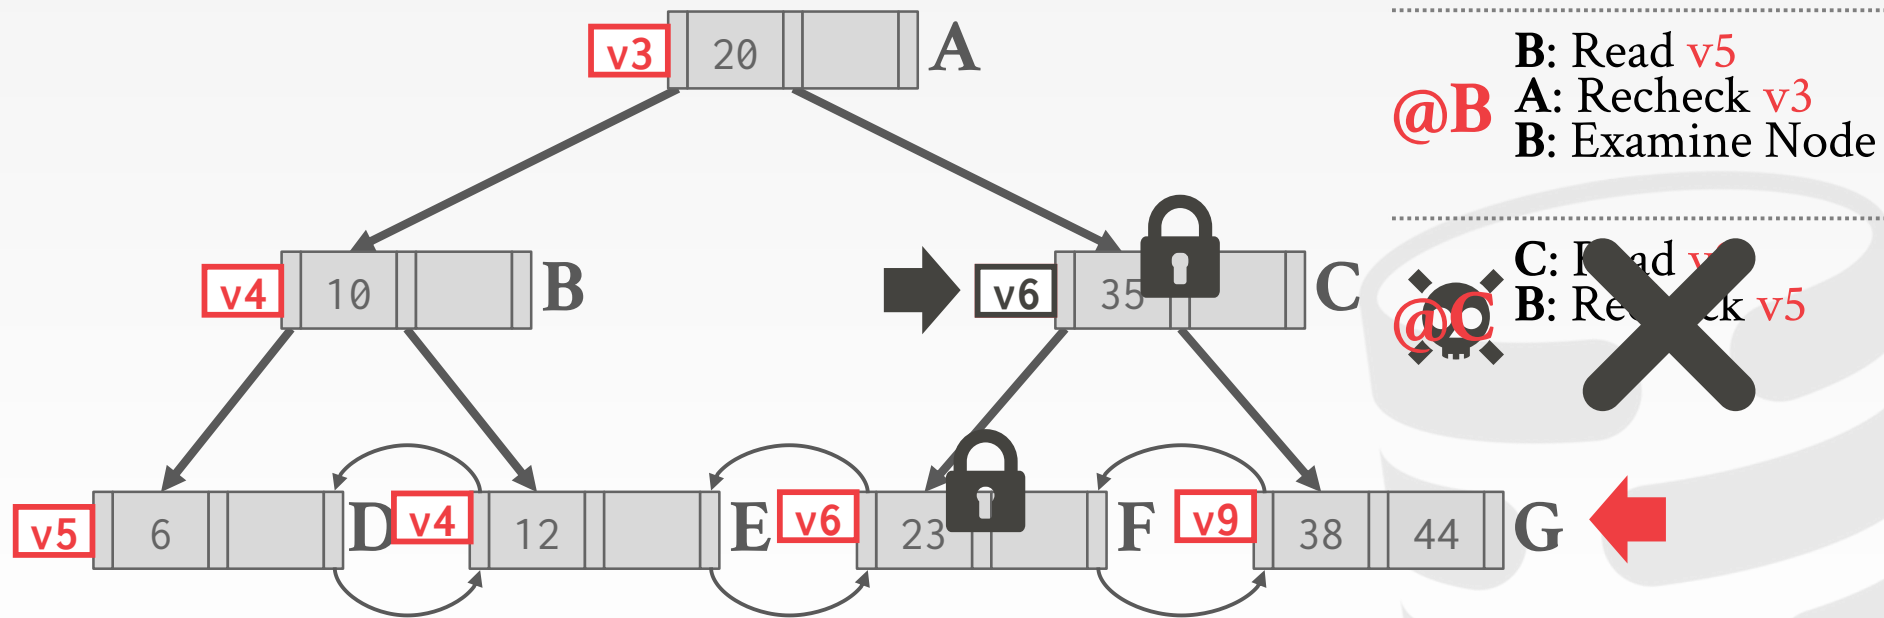 v3 20 A
B: Read v5
@B A: Recheck v3
B: Examine Node
v4 10 B
v6 35 C
C:
@C B: v5
v5 6 D
v4 12 E
v6 23 F
v9 38 44 G